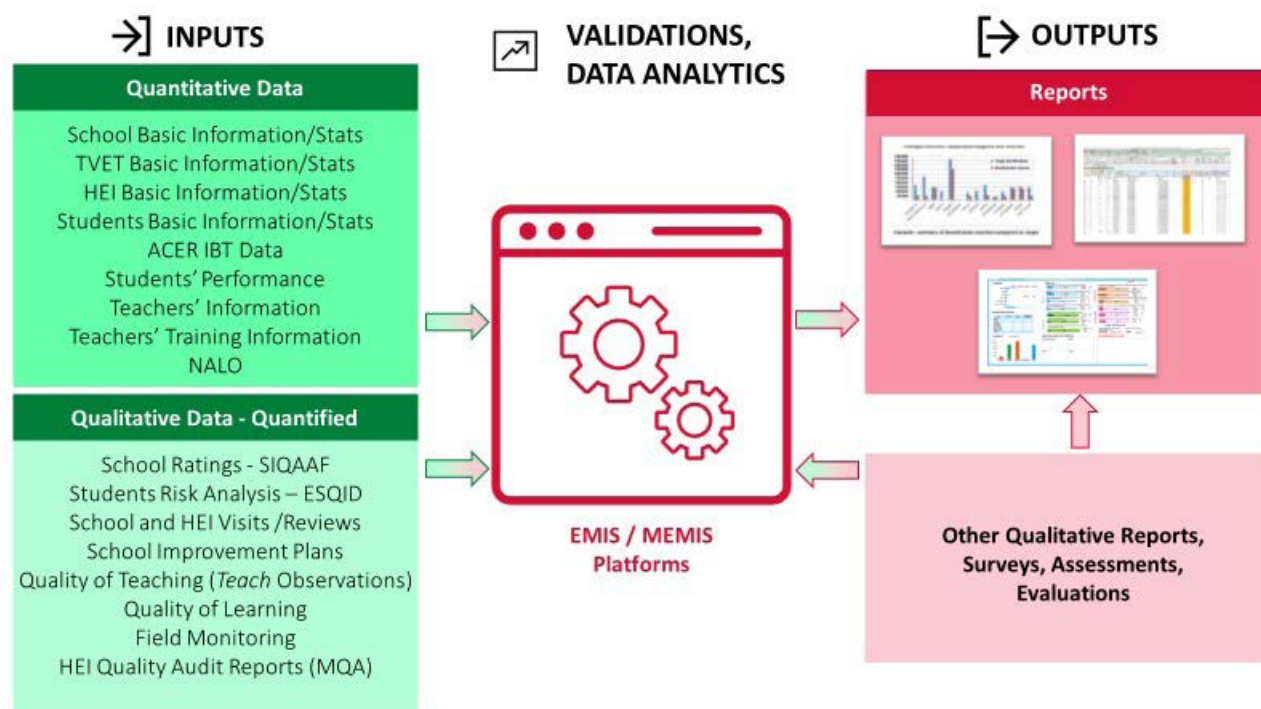 INPUTS
Quantitative Data
School Basic Information/Stats
TVET Basic Information/Stats
HEI Basic Information/Stats
Students Basic Information/Stats
ACER IBT Data
Students' Performance
Teachers' Information
Teachers' Training Information
NALO
Qualitative Data - Quantified
School Ratings - SIQAAF
Students Risk Analysis – ESQID
School and HEI Visits /Reviews
School Improvement Plans
Quality of Teaching (Teach Observations)
Quality of Learning
Field Monitoring
HEI Quality Audit Reports (MQA)
VALIDATIONS,
DATA ANALYTICS
EMIS / MEMIS
Platforms
OUTPUTS
Reports
Other Qualitative Reports,
Surveys, Assessments,
Evaluations